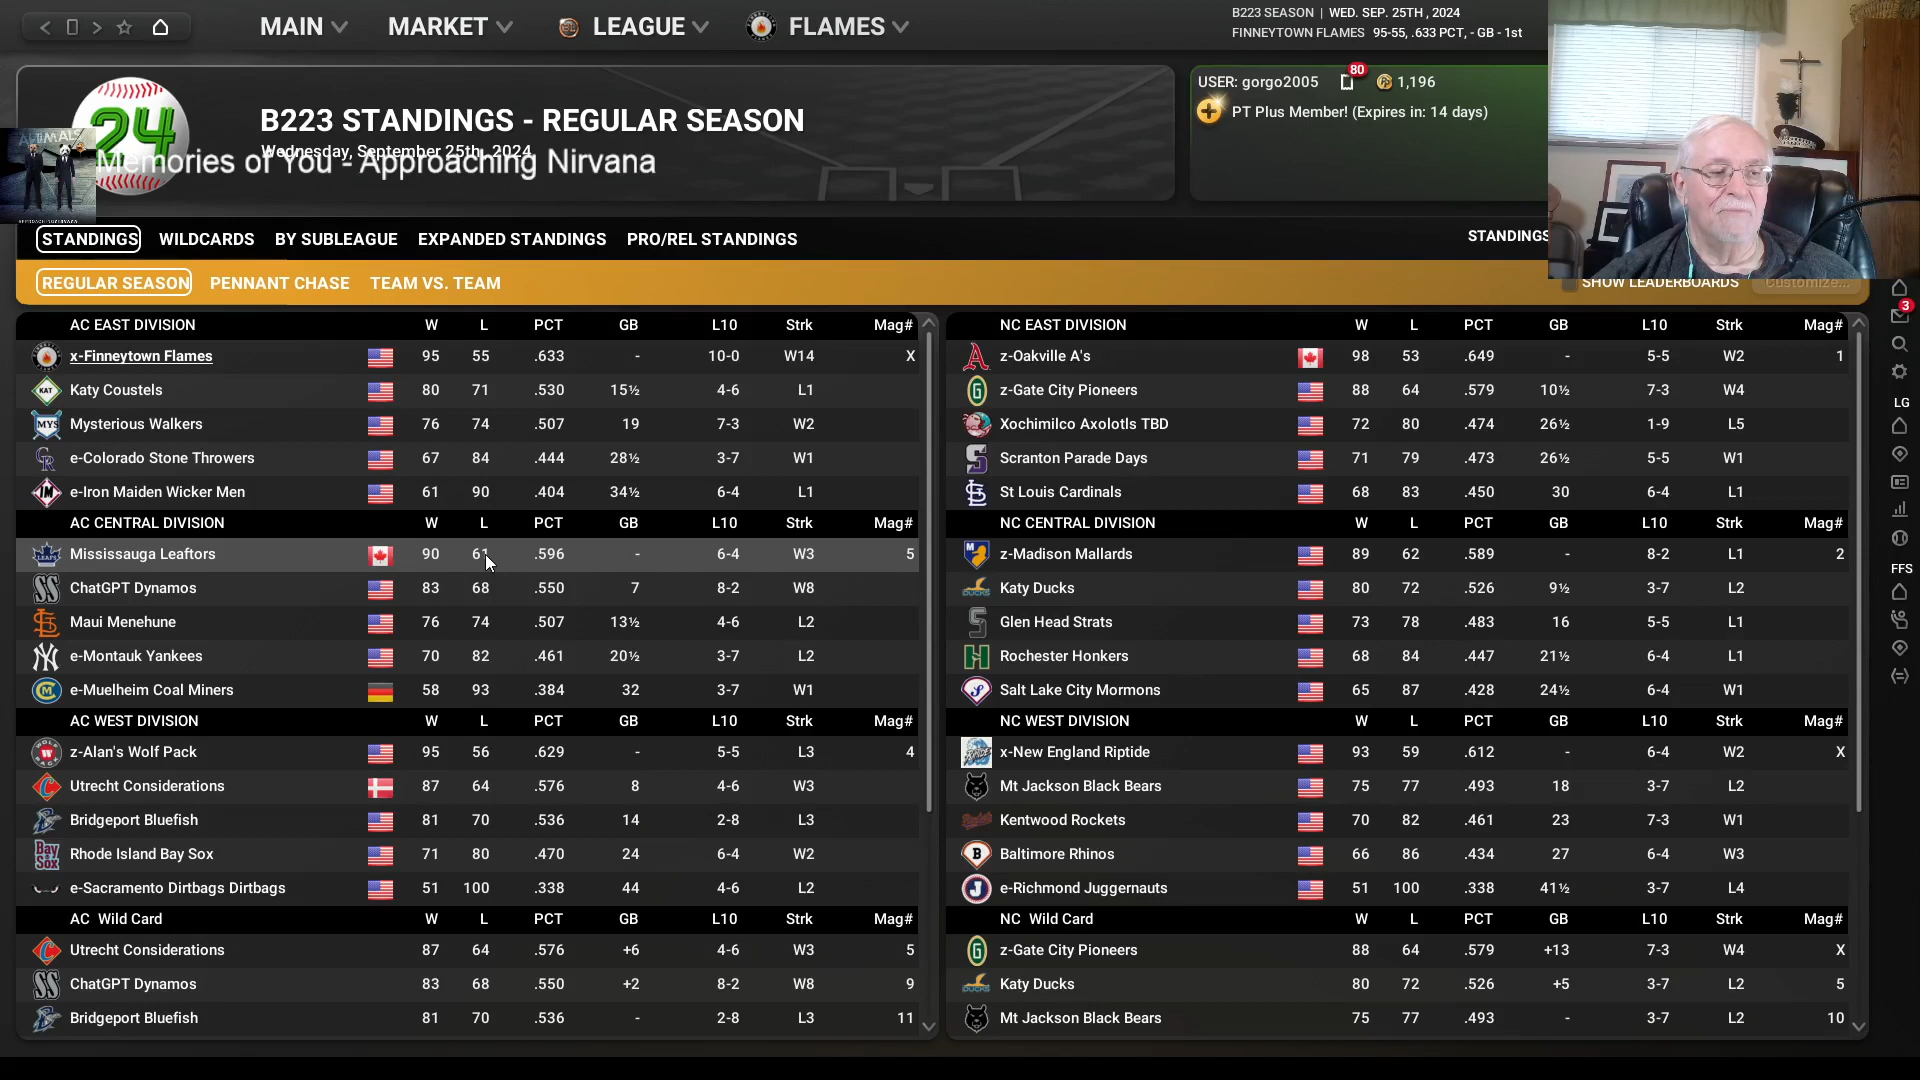 MAIN MARKET LEAGUE FLAMES
B223 SEASON | WED. SEP. 25TH , 2024
FINNEYTOWN FLAMES 95-55, .633 PCT, - GB - 1st
24
B223 STANDINGS - REGULAR SEASON
Wednesday, September 25th, 2024
Memories of You - Approaching Nirvana
USER: gorgo2005 80 1,196
PT Plus Member! (Expires in: 14 days)
STANDINGS WILDCARDS BY SUBLEAGUE EXPANDED STANDINGS PRO/REL STANDINGS STANDINGS
REGULAR SEASON PENNANT CHASE TEAM VS. TEAM SHOW LEADERBOARDS Customize...
AC EAST DIVISION W L PCT GB L10 Strk Mag#
x-Finneytown Flames 95 55 .633 - 10-0 W14 X
Katy Coustels 80 71 .530 15½ 4-6 L1
Mysterious Walkers 76 74 .507 19 7-3 W2
e-Colorado Stone Throwers 67 84 .444 28½ 3-7 W1
e-Iron Maiden Wicker Men 61 90 .404 34½ 6-4 L1
AC CENTRAL DIVISION W L PCT GB L10 Strk Mag#
Mississauga Leaftors 90 61 .596 - 6-4 W3 5
ChatGPT Dynamos 83 68 .550 7 8-2 W8
Maui Menehune 76 74 .507 13½ 4-6 L2
e-Montauk Yankees 70 82 .461 20½ 3-7 L2
e-Muelheim Coal Miners 58 93 .384 32 3-7 W1
AC WEST DIVISION W L PCT GB L10 Strk Mag#
z-Alan's Wolf Pack 95 56 .629 - 5-5 L3 4
Utrecht Considerations 87 64 .576 8 4-6 W3
Bridgeport Bluefish 81 70 .536 14 2-8 L3
Rhode Island Bay Sox 71 80 .470 24 6-4 W2
e-Sacramento Dirtbags Dirtbags 51 100 .338 44 4-6 L2
AC Wild Card W L PCT GB L10 Strk Mag#
Utrecht Considerations 87 64 .576 +6 4-6 W3 5
ChatGPT Dynamos 83 68 .550 +2 8-2 W8 9
Bridgeport Bluefish 81 70 .536 - 2-8 L3 11
NC EAST DIVISION W L PCT GB L10 Strk Mag#
z-Oakville A's 98 53 .649 - 5-5 W2 1
z-Gate City Pioneers 88 64 .579 10½ 7-3 W4
Xochimilco Axolotls TBD 72 80 .474 26½ 1-9 L5
Scranton Parade Days 71 79 .473 26½ 5-5 W1
St Louis Cardinals 68 83 .450 30 6-4 L1
NC CENTRAL DIVISION W L PCT GB L10 Strk Mag#
z-Madison Mallards 89 62 .589 - 8-2 L1 2
Katy Ducks 80 72 .526 9½ 3-7 L2
Glen Head Strats 73 78 .483 16 5-5 L1
Rochester Honkers 68 84 .447 21½ 6-4 L1
Salt Lake City Mormons 65 87 .428 24½ 6-4 W1
NC WEST DIVISION W L PCT GB L10 Strk Mag#
x-New England Riptide 93 59 .612 - 6-4 W2 X
Mt Jackson Black Bears 75 77 .493 18 3-7 L2
Kentwood Rockets 70 82 .461 23 7-3 W1
Baltimore Rhinos 66 86 .434 27 6-4 W3
e-Richmond Juggernauts 51 100 .338 41½ 3-7 L4
NC Wild Card W L PCT GB L10 Strk Mag#
z-Gate City Pioneers 88 64 .579 +13 7-3 W4 X
Katy Ducks 80 72 .526 +5 3-7 L2 5
Mt Jackson Black Bears 75 77 .493 - 3-7 L2 10
3
LG
FFS